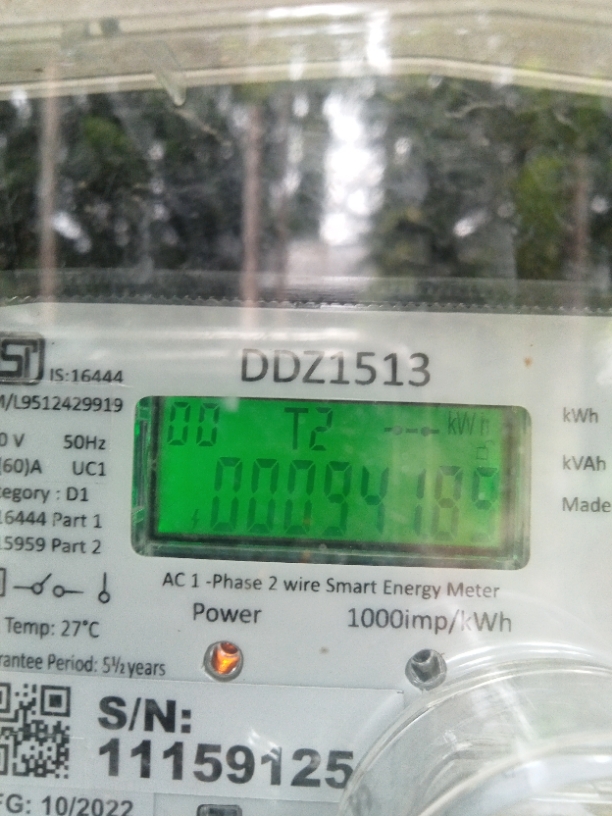 IS:16444
DDZ1513
M/L9512429919
00 T2 kWh
kWh
0 V 50Hz
(60)A UC1
kVAh
tegory : D1
Made
16444 Part 1
15959 Part 2
AC 1 -Phase 2 wire Smart Energy Meter
Power 1000imp/kWh
Temp: 27°C
rantee Period: 5½ years
S/N:
11159125
FG: 10/2022